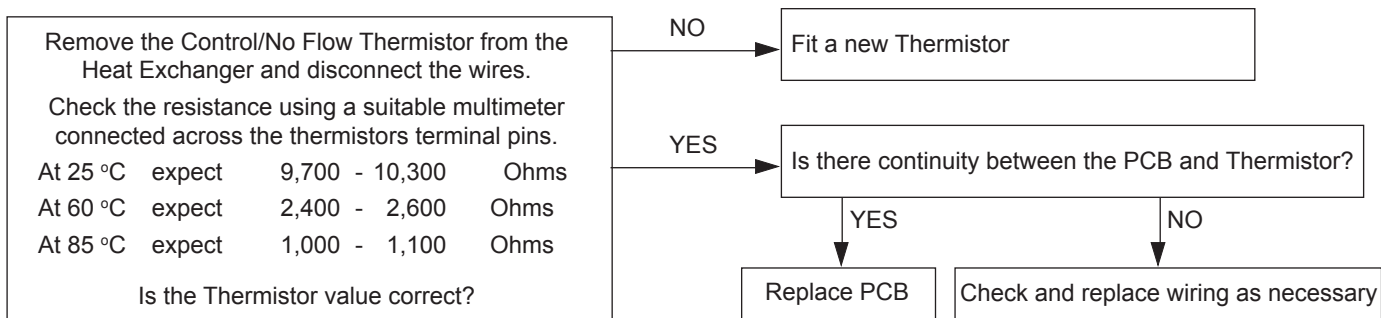 Remove the Control/No Flow Thermistor from the
Heat Exchanger and disconnect the wires.
Check the resistance using a suitable multimeter
connected across the thermistors terminal pins.
At 25 °C expect 9,700 - 10,300 Ohms
At 60 °C expect 2,400 - 2,600 Ohms
At 85 °C expect 1,000 - 1,100 Ohms
Is the Thermistor value correct?
NO
Fit a new Thermistor
YES
Is there continuity between the PCB and Thermistor?
YES
NO
Replace PCB
Check and replace wiring as necessary